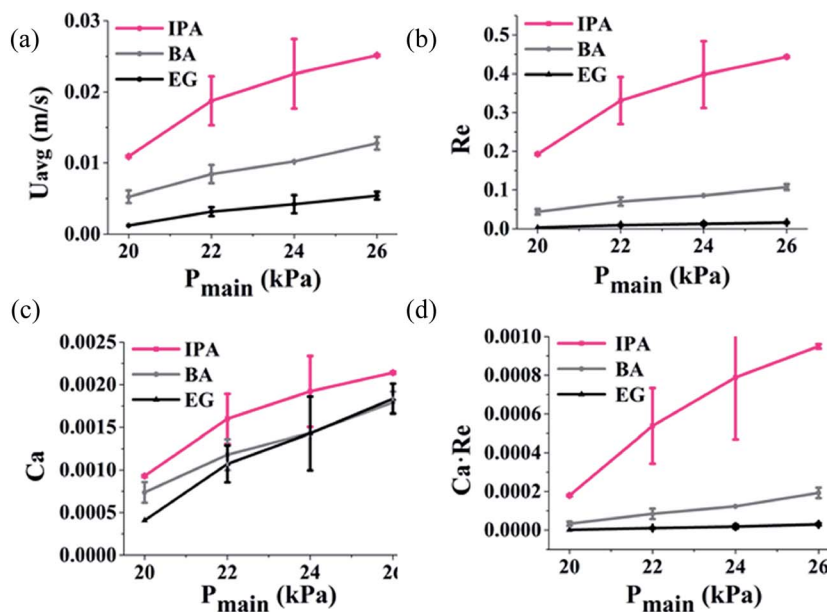 (a)
IPA
BA
EG
Uavg (m/s)
0.03
0.02
0.01
0.00
20 22 24 26
Pmain (kPa)
(b)
IPA
BA
EG
Re
0.5
0.4
0.3
0.2
0.1
0.0
20 22 24 26
Pmain (kPa)
(c)
IPA
BA
EG
Ca
0.0025
0.0020
0.0015
0.0010
0.0005
0.0000
20 22 24 26
Pmain (kPa)
(d)
IPA
BA
EG
Ca·Re
0.0010
0.0008
0.0006
0.0004
0.0002
0.0000
20 22 24 26
Pmain (kPa)